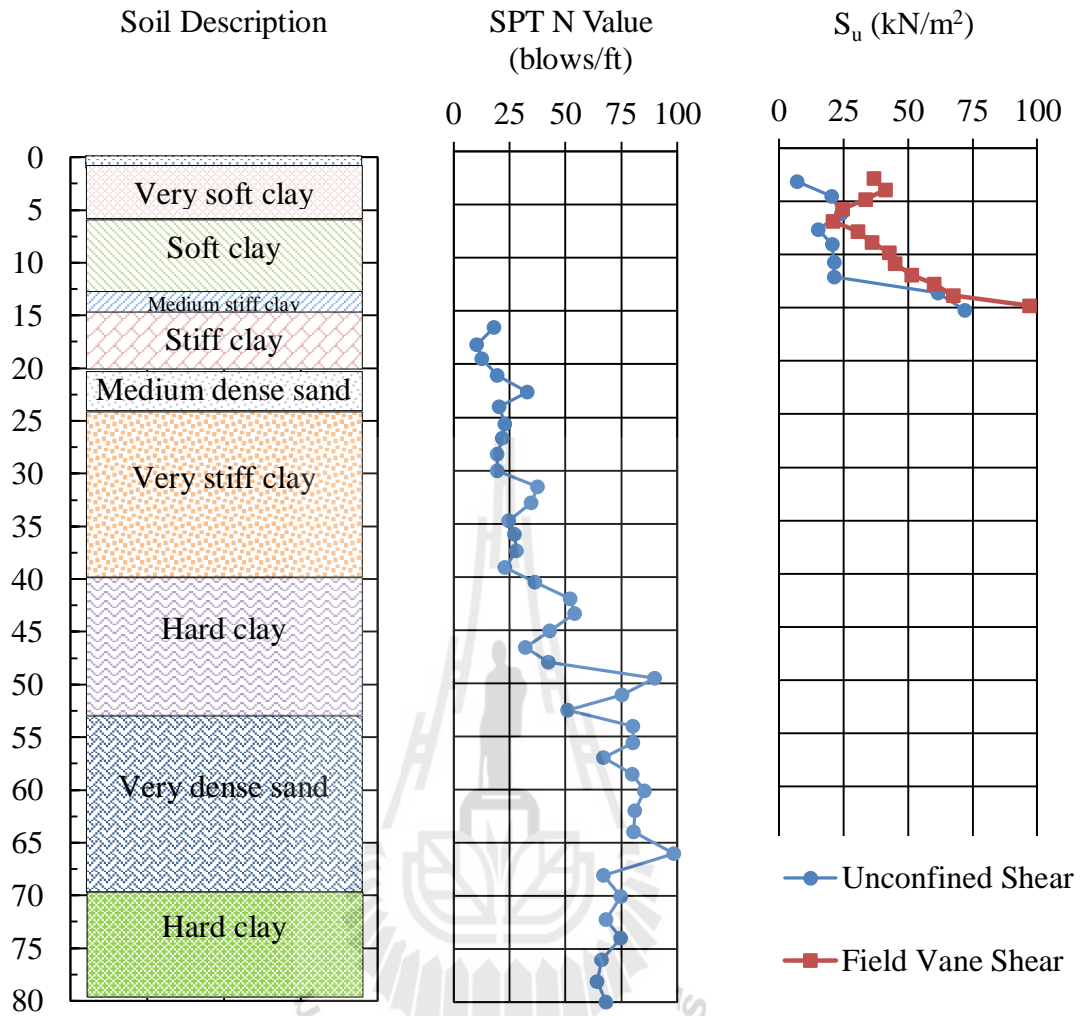 Soil Description
SPT N Value
(blows/ft)
Sᵤ (kN/m²)
0 25 50 75 100
0 25 50 75 100
0
5
10
15
20
25
30
35
40
45
50
55
60
65
70
75
80
Very soft clay
Soft clay
Medium stiff clay
Stiff clay
Medium dense sand
Very stiff clay
Hard clay
Very dense sand
Hard clay
Unconfined Shear
Field Vane Shear